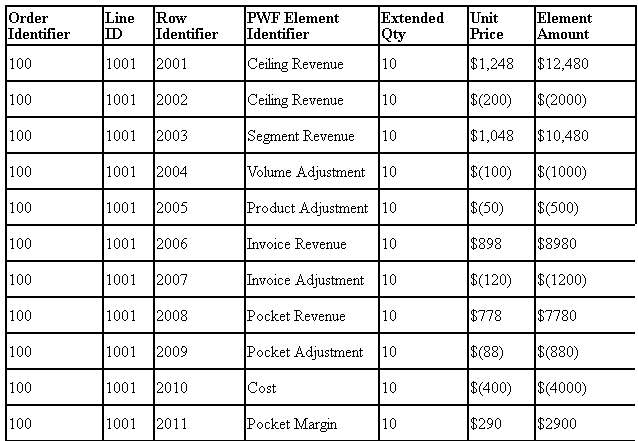 Order Identifier | Line ID | Row Identifier | PWF Element Identifier | Extended Qty | Unit Price | Element Amount
100 | 1001 | 2001 | Ceiling Revenue | 10 | $1,248 | $12,480
100 | 1001 | 2002 | Ceiling Revenue | 10 | $(200) | $(2000)
100 | 1001 | 2003 | Segment Revenue | 10 | $1,048 | $10,480
100 | 1001 | 2004 | Volume Adjustment | 10 | $(100) | $(1000)
100 | 1001 | 2005 | Product Adjustment | 10 | $(50) | $(500)
100 | 1001 | 2006 | Invoice Revenue | 10 | $898 | $8980
100 | 1001 | 2007 | Invoice Adjustment | 10 | $(120) | $(1200)
100 | 1001 | 2008 | Pocket Revenue | 10 | $778 | $7780
100 | 1001 | 2009 | Pocket Adjustment | 10 | $(88) | $(880)
100 | 1001 | 2010 | Cost | 10 | $(400) | $(4000)
100 | 1001 | 2011 | Pocket Margin | 10 | $290 | $2900